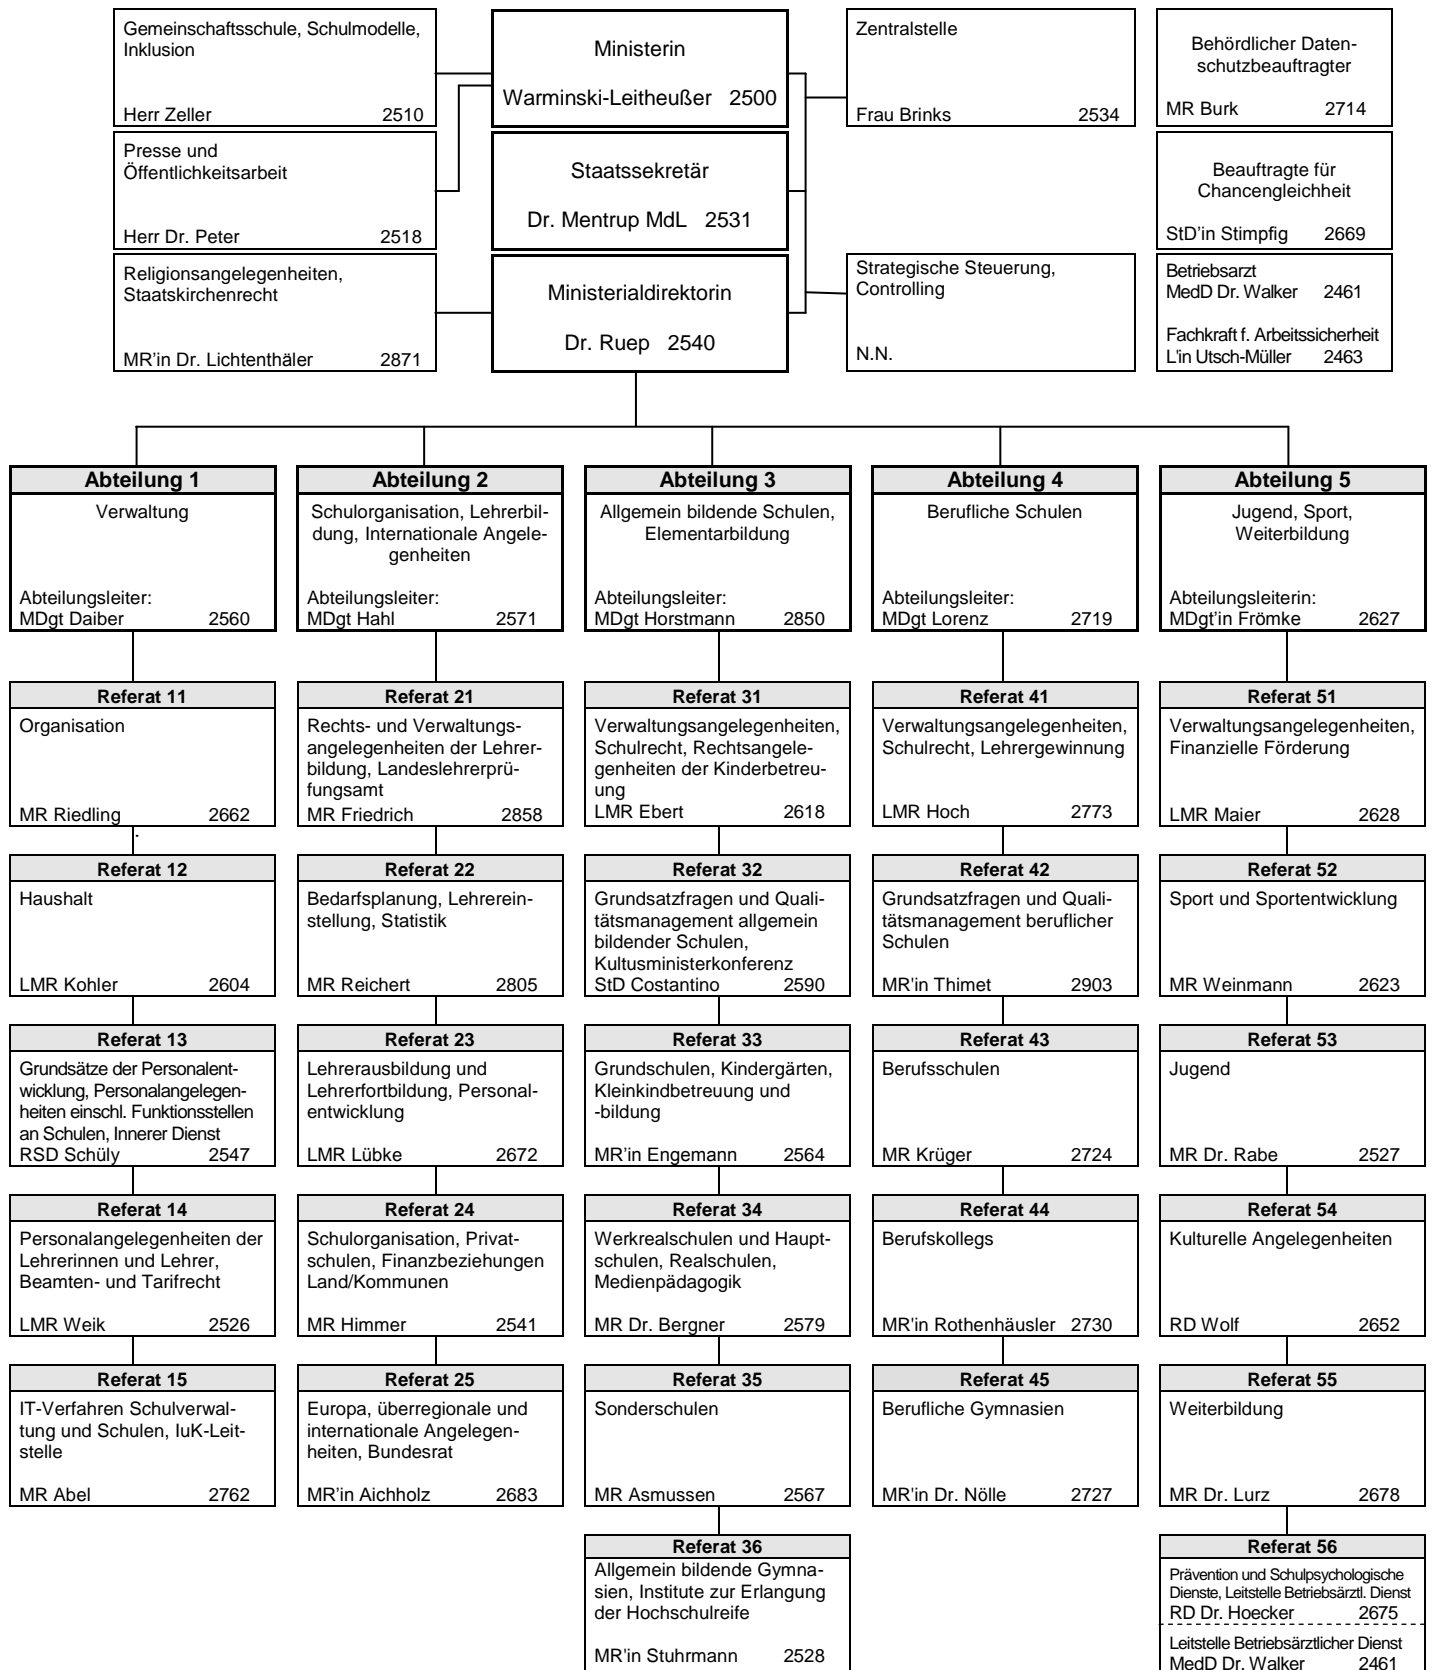 Gemeinschaftsschule, Schulmodelle,
Inklusion
Herr Zeller 2510
Ministerin
Warminski-Leitheußer 2500
Zentralstelle
Frau Brinks 2534
Behördlicher Daten-
schutzbeauftragter
MR Burk 2714
Presse und
Öffentlichkeitsarbeit
Herr Dr. Peter 2518
Staatssekretär
Dr. Mentrup MdL 2531
Beauftragte für
Chancengleichheit
StD'in Stimpfig 2669
Religionsangelegenheiten,
Staatskirchenrecht
MR'in Dr. Lichtenthäler 2871
Ministerialdirektorin
Dr. Ruep 2540
Strategische Steuerung,
Controlling
N.N.
Betriebsarzt
MedD Dr. Walker 2461
Fachkraft f. Arbeitssicherheit
L'in Utsch-Müller 2463
Abteilung 1
Verwaltung
Abteilungsleiter:
MDgt Daiber 2560
Abteilung 2
Schulorganisation, Lehrerbil-
dung, Internationale Angele-
genheiten
Abteilungsleiter:
MDgt Hahl 2571
Abteilung 3
Allgemein bildende Schulen,
Elementarbildung
Abteilungsleiter:
MDgt Horstmann 2850
Abteilung 4
Berufliche Schulen
Abteilungsleiter:
MDgt Lorenz 2719
Abteilung 5
Jugend, Sport,
Weiterbildung
Abteilungsleiterin:
MDgt'in Frömke 2627
Referat 11
Organisation
MR Riedling 2662
.
Referat 21
Rechts- und Verwaltungs-
angelegenheiten der Lehrer-
bildung, Landeslehrerprü-
fungsamt
MR Friedrich 2858
Referat 31
Verwaltungsangelegenheiten,
Schulrecht, Rechtsangele-
genheiten der Kinderbetreu-
ung
LMR Ebert 2618
Referat 41
Verwaltungsangelegenheiten,
Schulrecht, Lehrergewinnung
LMR Hoch 2773
Referat 51
Verwaltungsangelegenheiten,
Finanzielle Förderung
LMR Maier 2628
Referat 12
Haushalt
LMR Kohler 2604
Referat 22
Bedarfsplanung, Lehrerein-
stellung, Statistik
MR Reichert 2805
Referat 32
Grundsatzfragen und Quali-
tätsmanagement allgemein
bildender Schulen,
Kultusministerkonferenz
StD Costantino 2590
Referat 42
Grundsatzfragen und Quali-
tätsmanagement beruflicher
Schulen
MR'in Thimet 2903
Referat 52
Sport und Sportentwicklung
MR Weinmann 2623
Referat 13
Grundsätze der Personalent-
wicklung, Personalangelegen-
heiten einschl. Funktionsstellen
an Schulen, Innerer Dienst
RSD Schüly 2547
Referat 23
Lehrerausbildung und
Lehrerfortbildung, Personal-
entwicklung
LMR Lübke 2672
Referat 33
Grundschulen, Kindergärten,
Kleinkindbetreuung und
-bildung
MR'in Engemann 2564
Referat 43
Berufsschulen
MR Krüger 2724
Referat 53
Jugend
MR Dr. Rabe 2527
Referat 14
Personalangelegenheiten der
Lehrerinnen und Lehrer,
Beamten- und Tarifrecht
LMR Weik 2526
Referat 24
Schulorganisation, Privat-
schulen, Finanzbeziehungen
Land/Kommunen
MR Himmer 2541
Referat 34
Werkrealschulen und Haupt-
schulen, Realschulen,
Medienpädagogik
MR Dr. Bergner 2579
Referat 44
Berufskollegs
MR'in Rothenhäusler 2730
Referat 54
Kulturelle Angelegenheiten
RD Wolf 2652
Referat 15
IT-Verfahren Schulverwal-
tung und Schulen, IuK-Leit-
stelle
MR Abel 2762
Referat 25
Europa, überregionale und
internationale Angelegen-
heiten, Bundesrat
MR'in Aichholz 2683
Referat 35
Sonderschulen
MR Asmussen 2567
Referat 45
Berufliche Gymnasien
MR'in Dr. Nölle 2727
Referat 55
Weiterbildung
MR Dr. Lurz 2678
Referat 36
Allgemein bildende Gymna-
sien, Institute zur Erlangung
der Hochschulreife
MR'in Stuhrmann 2528
Referat 56
Prävention und Schulpsychologische
Dienste, Leitstelle Betriebsärztl. Dienst
RD Dr. Hoecker 2675
Leitstelle Betriebsärztlicher Dienst
MedD Dr. Walker 2461